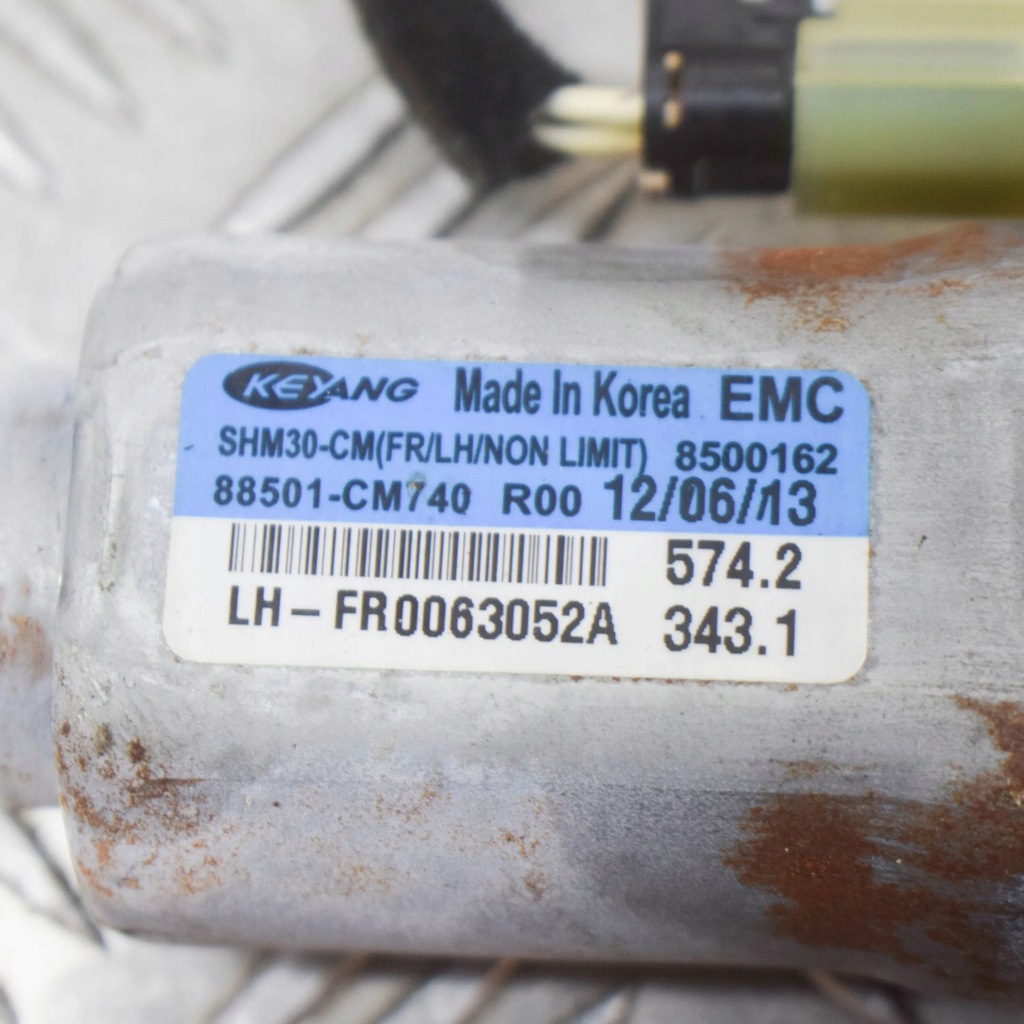 KEYANG Made In Korea EMC
SHM30-CM(FR/LH/NON LIMIT) 8500162
88501-CM740 R00 12/06/13
574.2
LH-FR0063052A 343.1